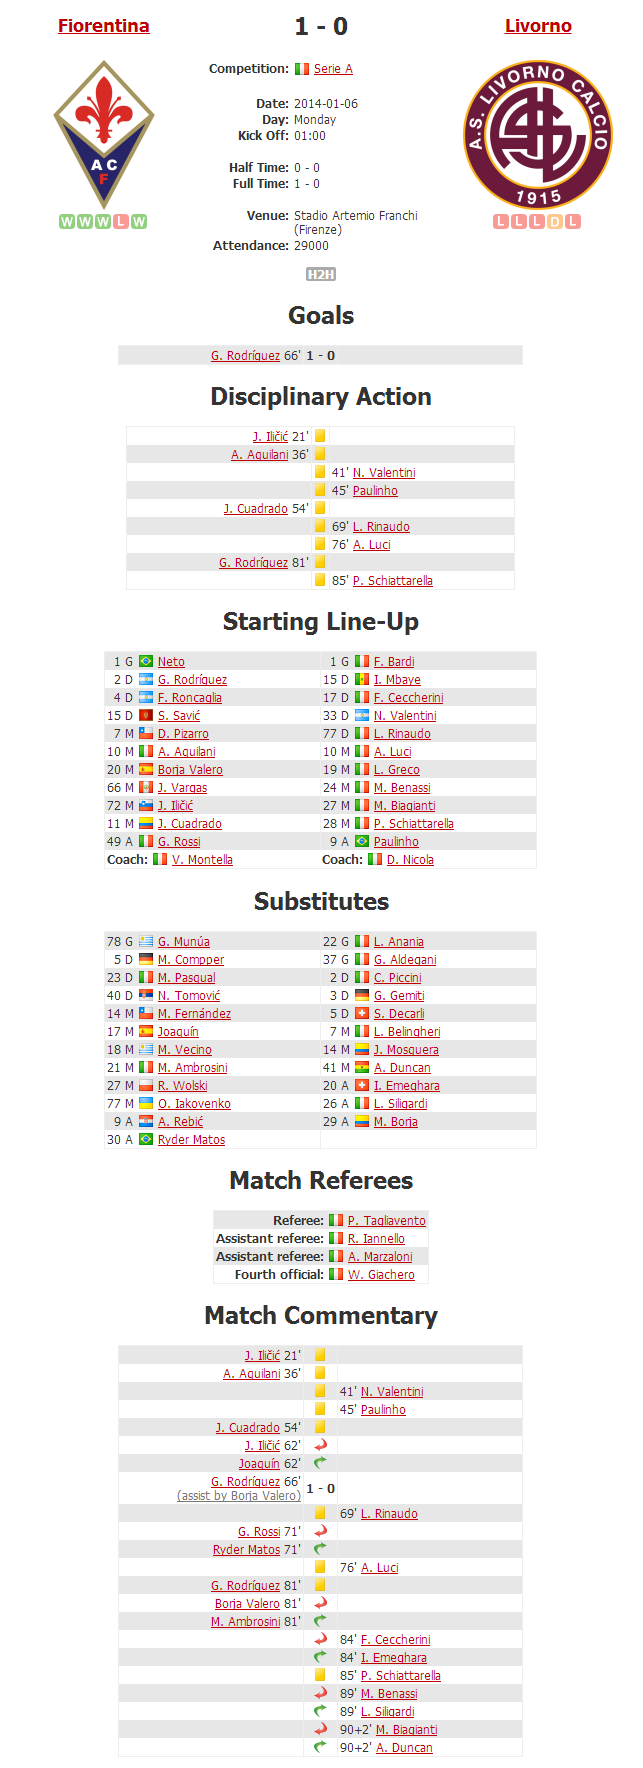 Fiorentina
1 - 0
Livorno
Competition: Serie A
Date: 2014-01-06
Day: Monday
Kick Off: 01:00
Half Time: 0 - 0
Full Time: 1 - 0
Venue: Stadio Artemio Franchi
(Firenze)
Attendance: 29000
A C
F
A.S. LIVORNO CALCIO
1915
W W W L W
L L L D L
H2H
Goals
G. Rodríguez 66' 1 - 0
Disciplinary Action
J. Iličić 21'
A. Aquilani 36'
41' N. Valentini
45' Paulinho
J. Cuadrado 54'
69' L. Rinaudo
76' A. Luci
G. Rodríguez 81'
85' P. Schiattarella
Starting Line-Up
1 G Neto 1 G F. Bardi
2 D G. Rodríguez 15 D I. Mbaye
4 D F. Roncaglia 17 D F. Ceccherini
15 D S. Savić 33 D N. Valentini
7 M D. Pizarro 77 D L. Rinaudo
10 M A. Aquilani 10 M A. Luci
20 M Borja Valero 19 M L. Greco
66 M J. Vargas 24 M M. Benassi
72 M J. Iličić 27 M M. Biagianti
11 M J. Cuadrado 28 M P. Schiattarella
49 A G. Rossi 9 A Paulinho
Coach: V. Montella Coach: D. Nicola
Substitutes
78 G G. Munúa 22 G L. Anania
5 D M. Compper 37 G G. Aldegani
23 D M. Pasqual 2 D C. Piccini
40 D N. Tomović 3 D G. Gemiti
14 M M. Fernández 5 D S. Decarli
17 M Joaquín 7 M L. Belingheri
18 M M. Vecino 14 M J. Mosquera
21 M M. Ambrosini 41 M A. Duncan
27 M R. Wolski 20 A I. Emeghara
77 M O. Iakovenko 26 A L. Siligardi
9 A A. Rebić 29 A M. Borja
30 A Ryder Matos
Match Referees
Referee: P. Tagliavento
Assistant referee: R. Iannello
Assistant referee: A. Marzaloni
Fourth official: W. Giachero
Match Commentary
J. Iličić 21'
A. Aquilani 36'
41' N. Valentini
45' Paulinho
J. Cuadrado 54'
J. Iličić 62'
Joaquín 62'
G. Rodríguez 66' 1 - 0
(assist by Borja Valero)
69' L. Rinaudo
G. Rossi 71'
Ryder Matos 71'
76' A. Luci
G. Rodríguez 81'
Borja Valero 81'
M. Ambrosini 81'
84' F. Ceccherini
84' I. Emeghara
85' P. Schiattarella
89' M. Benassi
89' L. Siligardi
90+2' M. Biagianti
90+2' A. Duncan